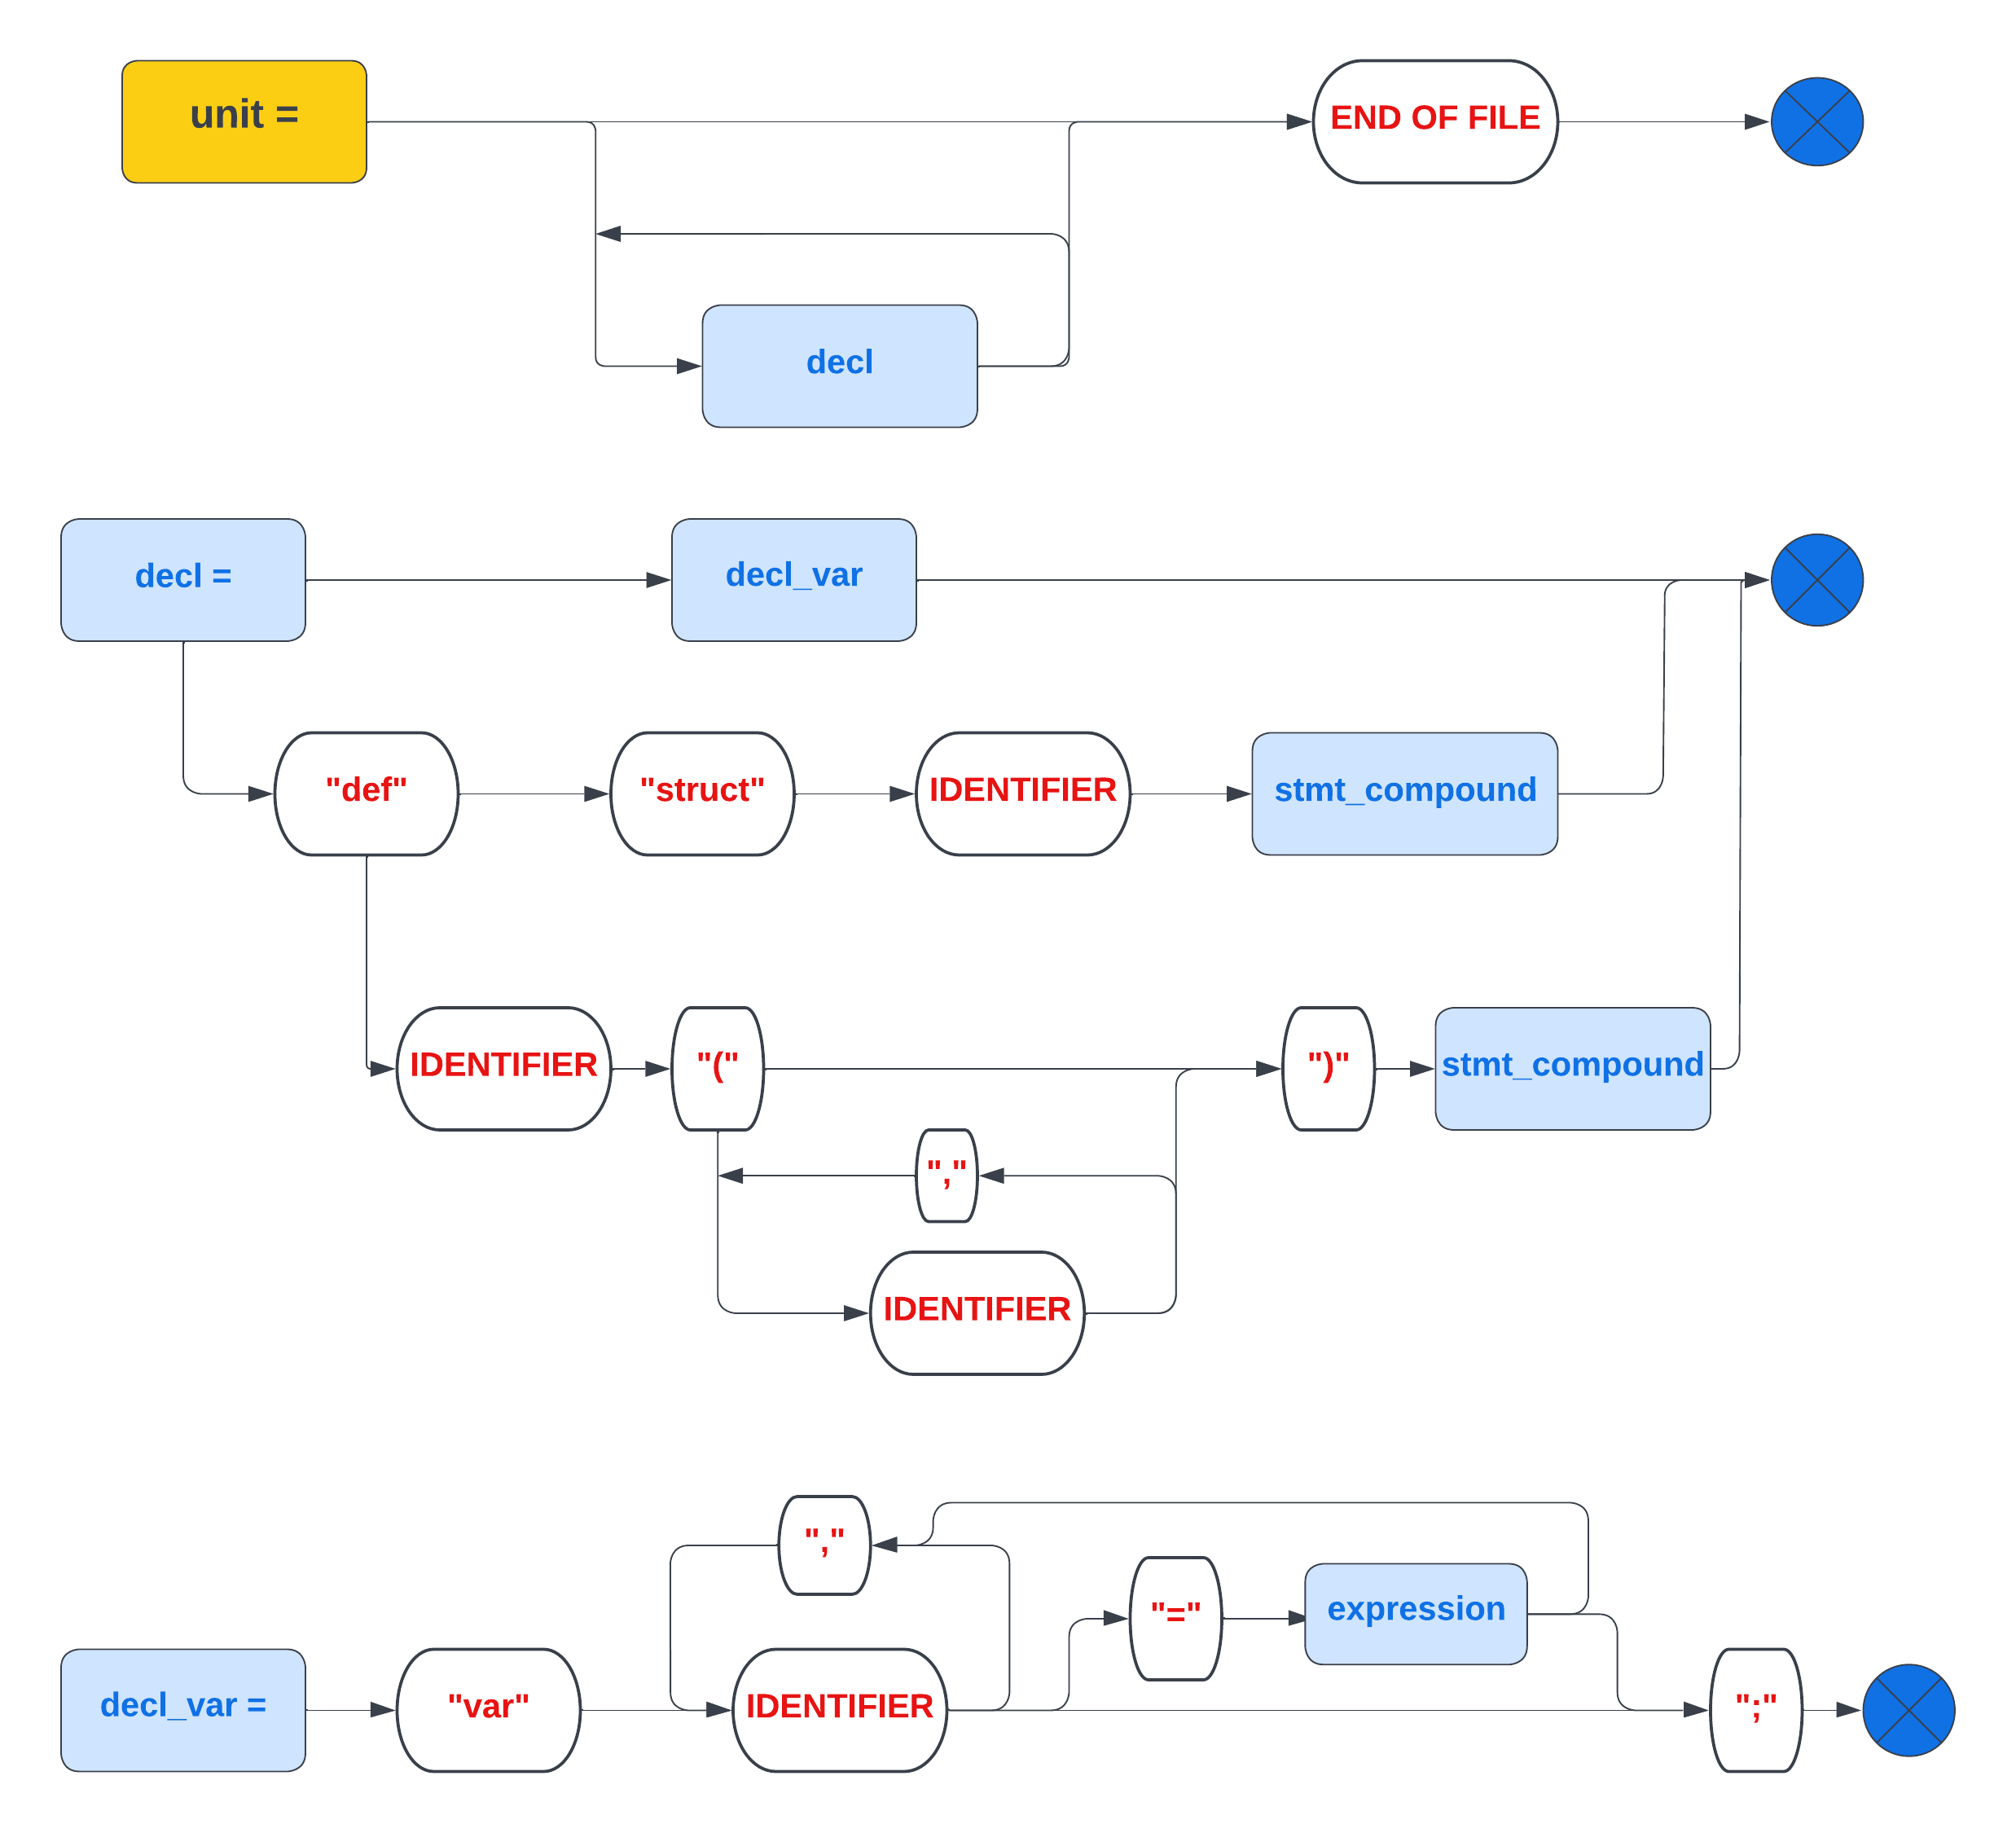 unit =
END OF FILE
decl
decl =
decl_var
"def"
"struct"
IDENTIFIER
stmt_compound
IDENTIFIER
"("
")"
stmt_compound
","
IDENTIFIER
","
"="
expression
decl_var =
"var"
IDENTIFIER
";"